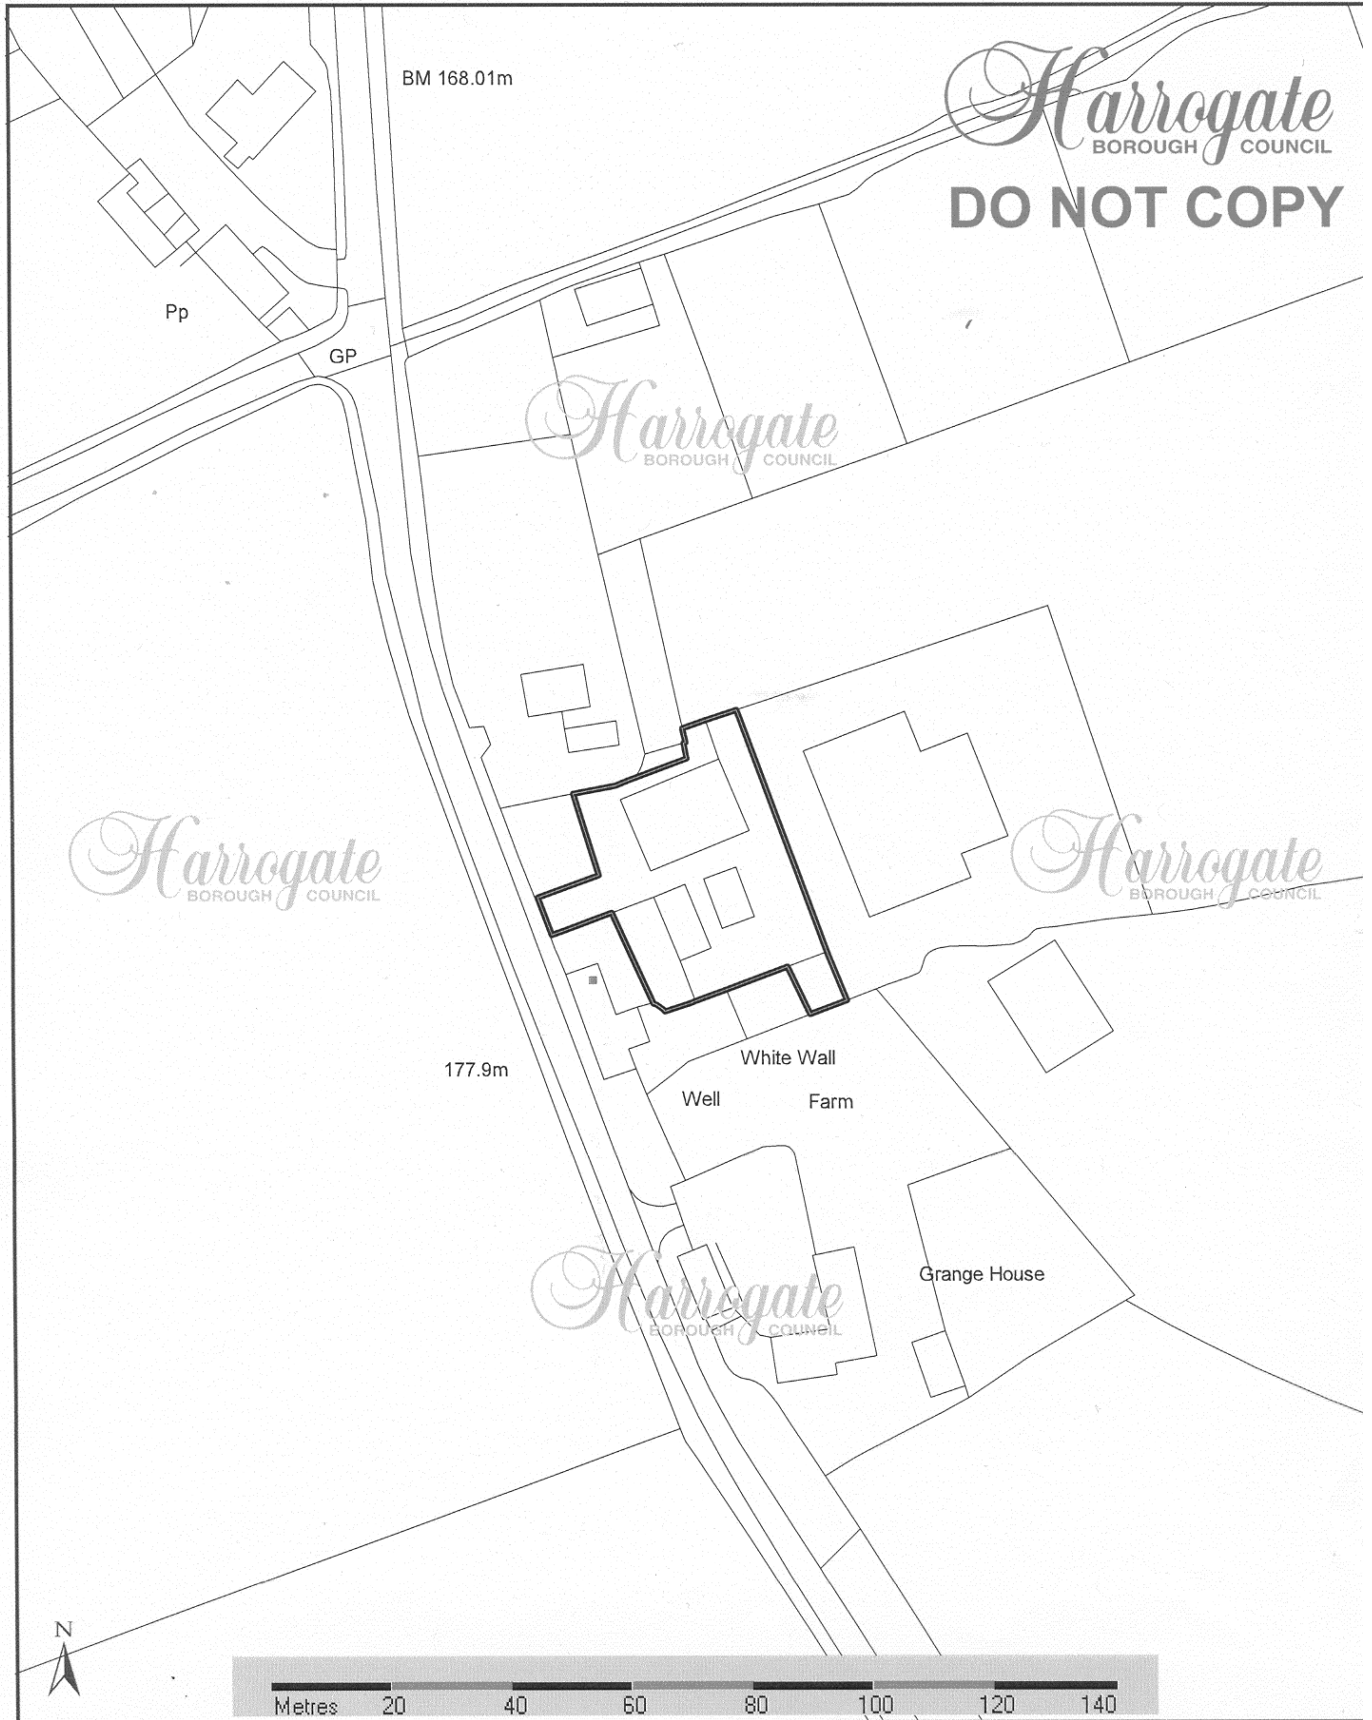 BM 168.01m
Harrogate
BOROUGH COUNCIL
DO NOT COPY
Pp
GP
Harrogate
BOROUGH COUNCIL
Harrogate
BOROUGH COUNCIL
Harrogate
BOROUGH COUNCIL
177.9m
White Wall
Well Farm
Grange House
Harrogate
BOROUGH COUNCIL
N
Metres 20 40 60 80 100 120 140